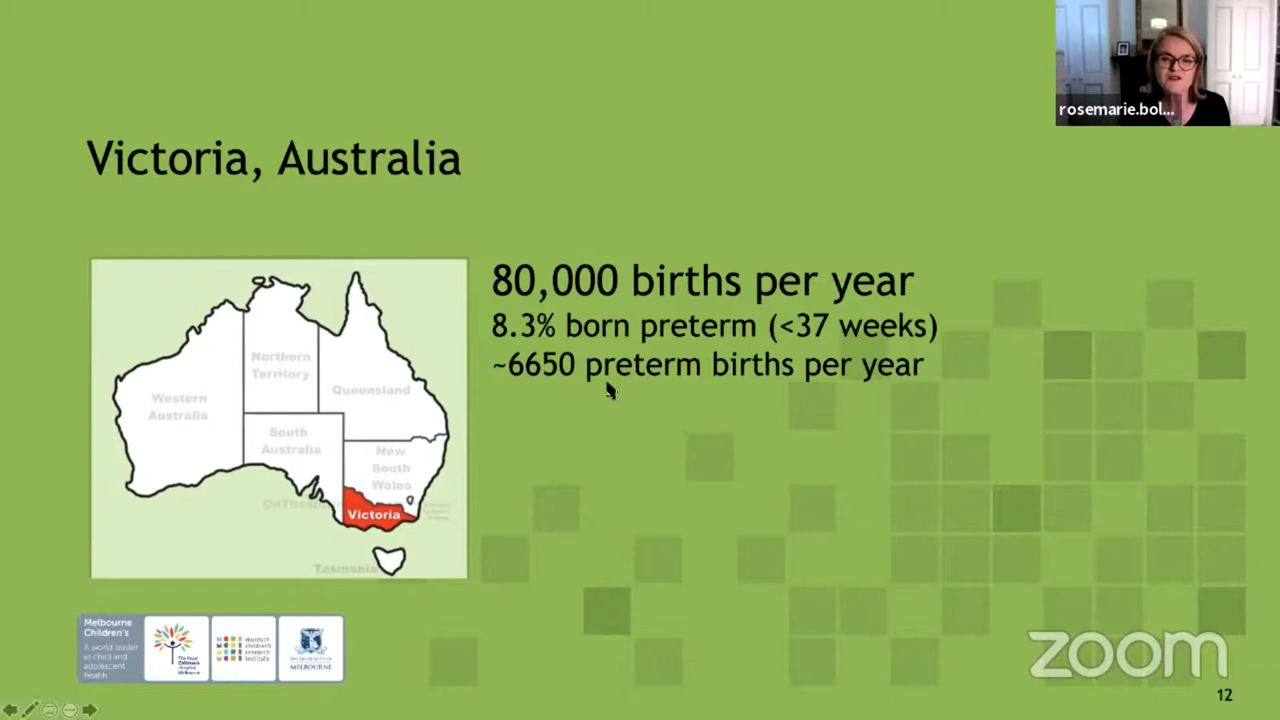 rosemarie.bol...
Victoria, Australia
80,000 births per year
8.3% born preterm (<37 weeks)
~6650 preterm births per year
Northern
Territory
Western
Australia
Queensland
South
Australia
New
South
Wales
Victoria
Tasmania
Melbourne
Children's
A world leader
in child and
adolescent
health
The Royal
Children's
Hospital
Melbourne
murdoch
children's
research
institute
THE UNIVERSITY OF
MELBOURNE
zoom
12